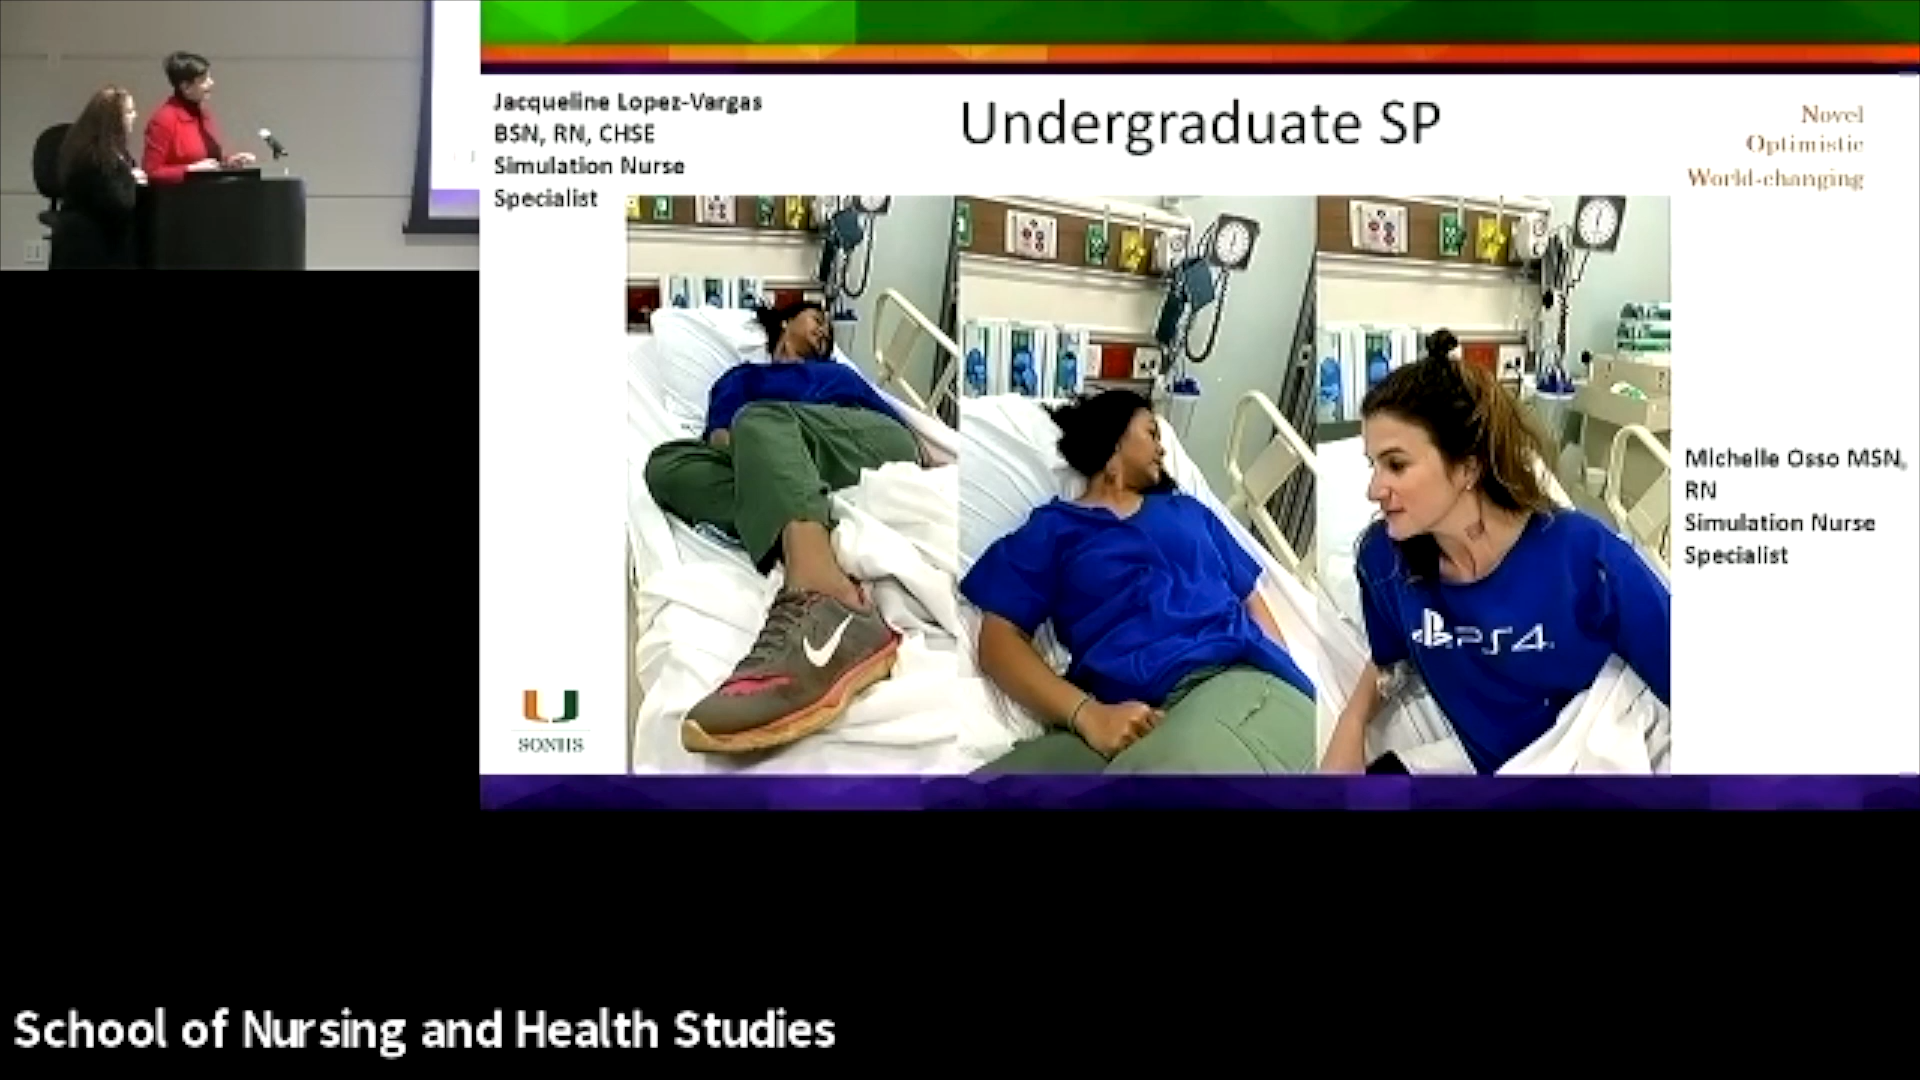 Jacqueline Lopez-Vargas
BSN, RN, CHSE
Simulation Nurse
Specialist
Undergraduate SP
Novel
Optimistic
World-changing
PS4
Michelle Osso MSN,
RN
Simulation Nurse
Specialist
U
SONHS
School of Nursing and Health Studies